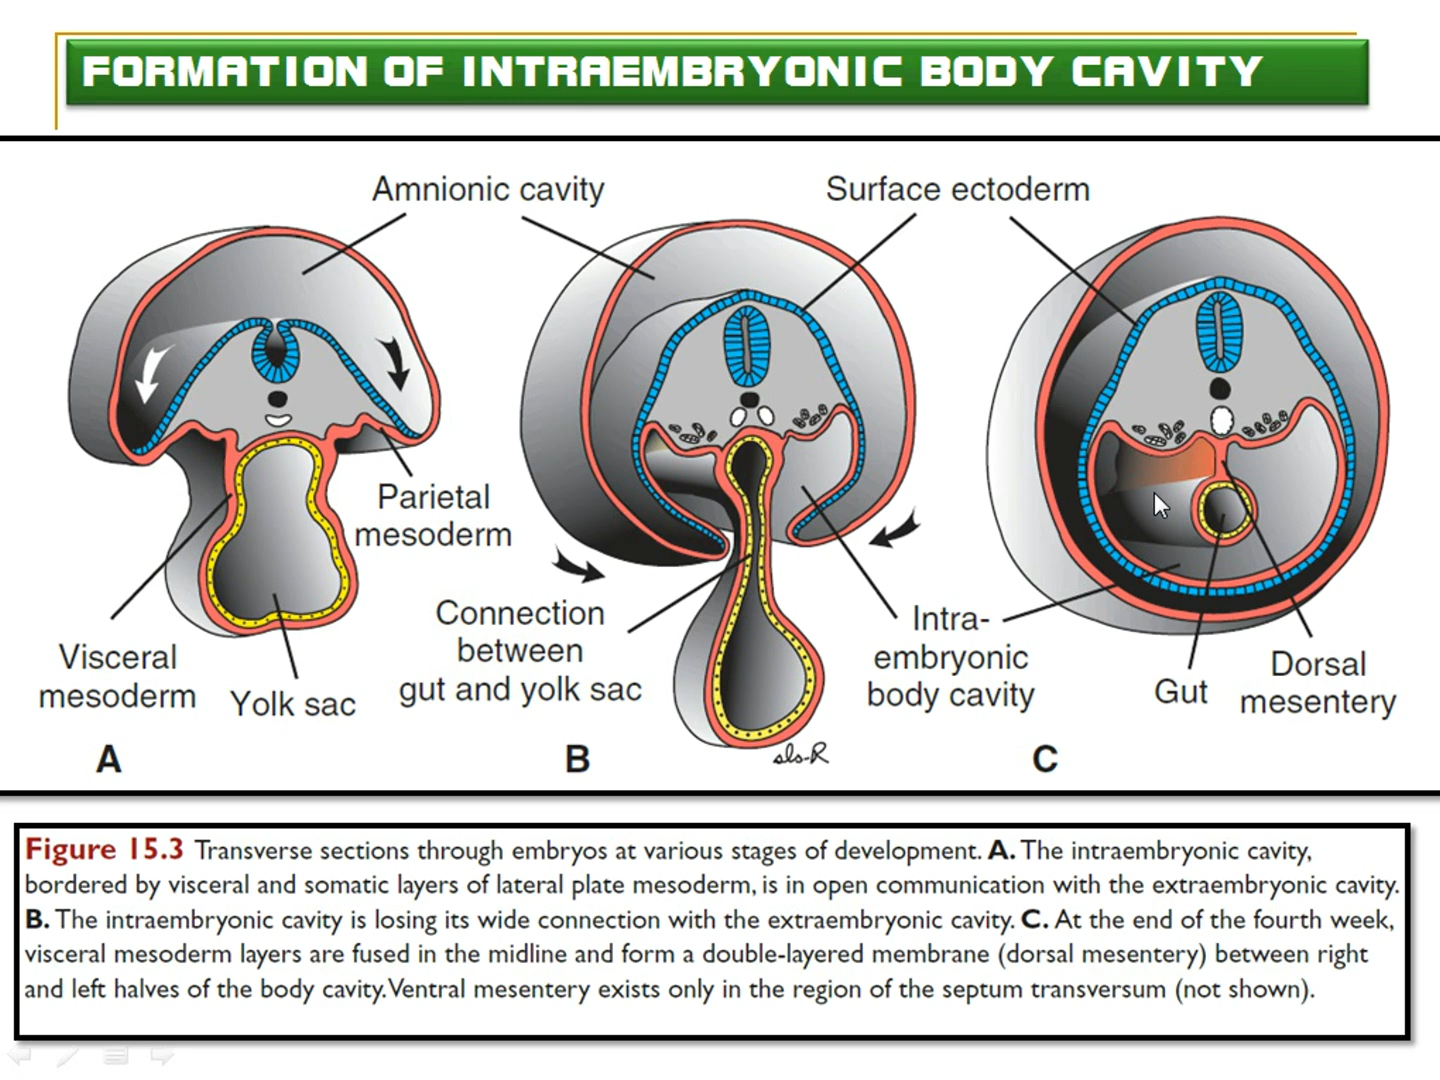 FORMATION OF INTRAEMBRYONIC BODY CAVITY
Amnionic cavity
Surface ectoderm
Parietal
mesoderm
Visceral
mesoderm
Yolk sac
Connection
between
gut and yolk sac
Intra-
embryonic
body cavity
Gut
Dorsal
mesentery
A
B
sls-R
C
Figure 15.3 Transverse sections through embryos at various stages of development. A. The intraembryonic cavity,
bordered by visceral and somatic layers of lateral plate mesoderm, is in open communication with the extraembryonic cavity.
B. The intraembryonic cavity is losing its wide connection with the extraembryonic cavity. C. At the end of the fourth week,
visceral mesoderm layers are fused in the midline and form a double-layered membrane (dorsal mesentery) between right
and left halves of the body cavity. Ventral mesentery exists only in the region of the septum transversum (not shown).